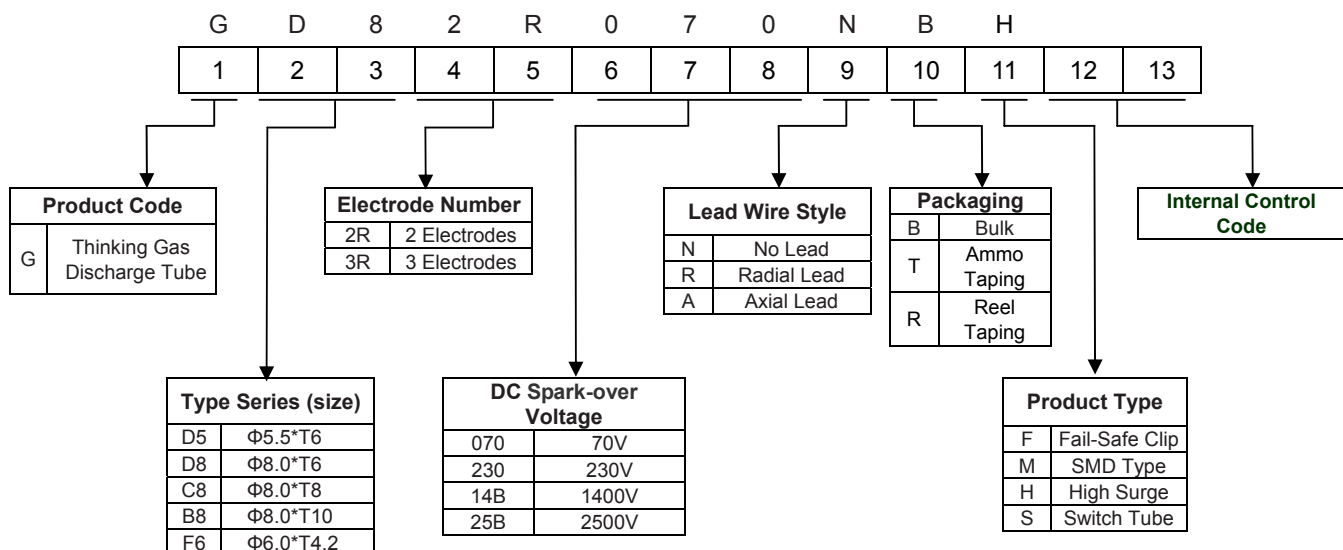 G D 8 2 R 0 7 0 N B H
1 2 3 4 5 6 7 8 9 10 11 12 13
Product Code
G Thinking Gas
Discharge Tube
Electrode Number
2R 2 Electrodes
3R 3 Electrodes
Lead Wire Style
N No Lead
R Radial Lead
A Axial Lead
Packaging
B Bulk
T Ammo
Taping
R Reel
Taping
Internal Control
Code
Type Series (size)
D5 Φ5.5*T6
D8 Φ8.0*T6
C8 Φ8.0*T8
B8 Φ8.0*T10
F6 Φ6.0*T4.2
DC Spark-over
Voltage
070 70V
230 230V
14B 1400V
25B 2500V
Product Type
F Fail-Safe Clip
M SMD Type
H High Surge
S Switch Tube